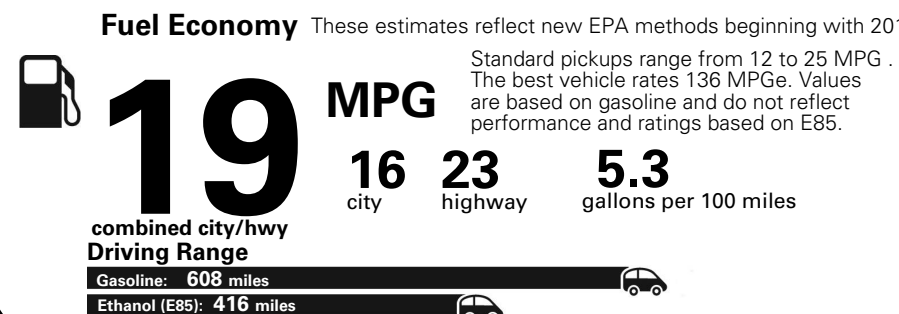 Fuel Economy These estimates reflect new EPA methods beginning with
Standard pickups range from 12 to 25 MPG .
The best vehicle rates 136 MPGe. Values
are based on gasoline and do not reflect
performance and ratings based on E85.
19 MPG
16 city
23 highway
5.3 gallons per 100 miles
combined city/hwy
Driving Range
Gasoline: 608 miles
Ethanol (E85): 416 miles